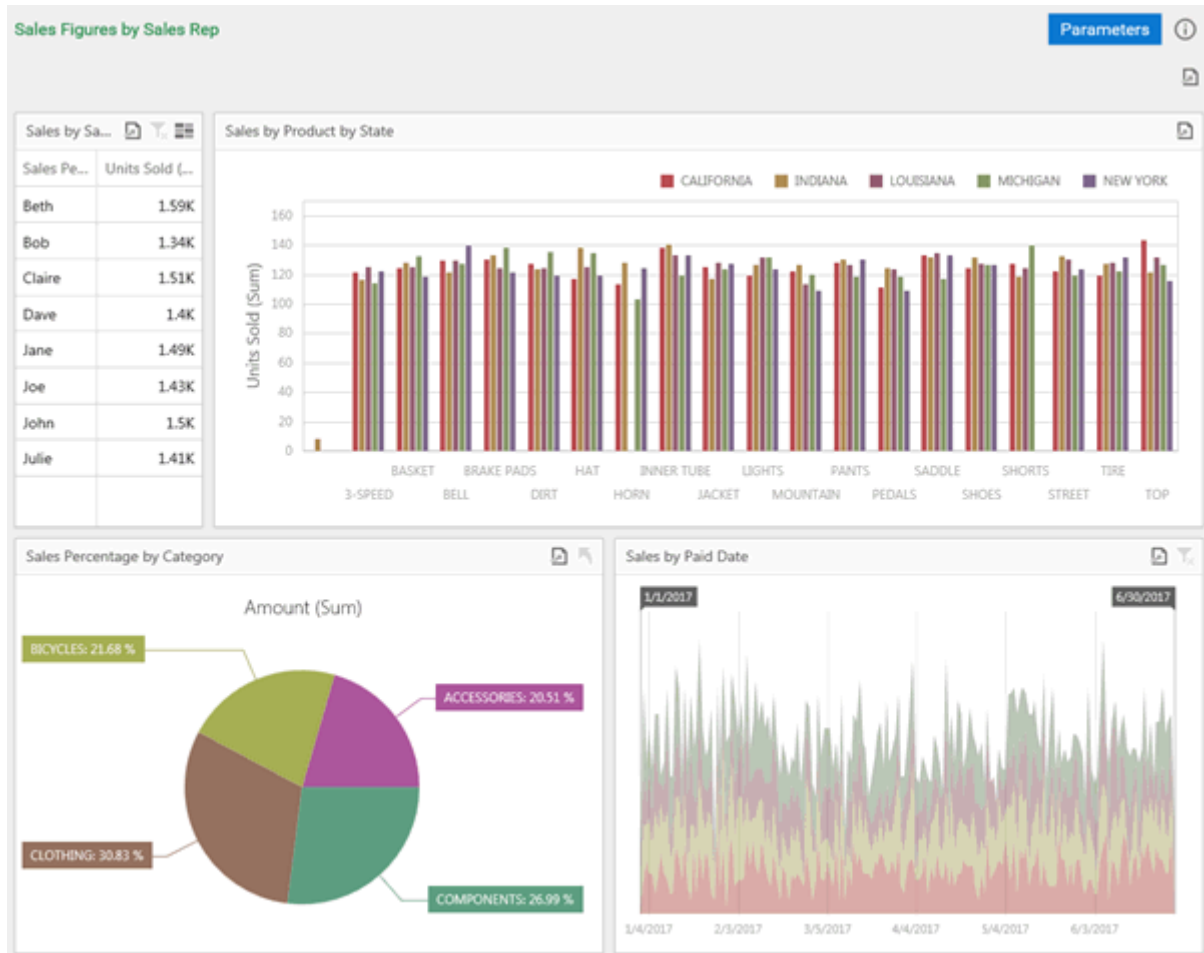 Sales Figures by Sales Rep
Parameters
Sales by Sa...
Sales Pe... Units Sold (...
Beth 1.59K
Bob 1.34K
Claire 1.51K
Dave 1.4K
Jane 1.49K
Joe 1.43K
John 1.5K
Julie 1.41K
Sales by Product by State
CALIFORNIA INDIANA LOUISIANA MICHIGAN NEW YORK
Units Sold (Sum)
160
140
120
100
80
60
40
20
0
BASKET BRAKE PADS HAT INNER TUBE LIGHTS PANTS SADDLE SHORTS TIRE
3-SPEED BELL DIRT HORN JACKET MOUNTAIN PEDALS SHOES STREET TOP
Sales Percentage by Category
Amount (Sum)
BICYCLES: 21.68 %
ACCESSORIES: 20.51 %
CLOTHING: 30.83 %
COMPONENTS: 26.99 %
Sales by Paid Date
1/1/2017 6/30/2017
1/4/2017 2/3/2017 3/5/2017 4/4/2017 5/4/2017 6/3/2017